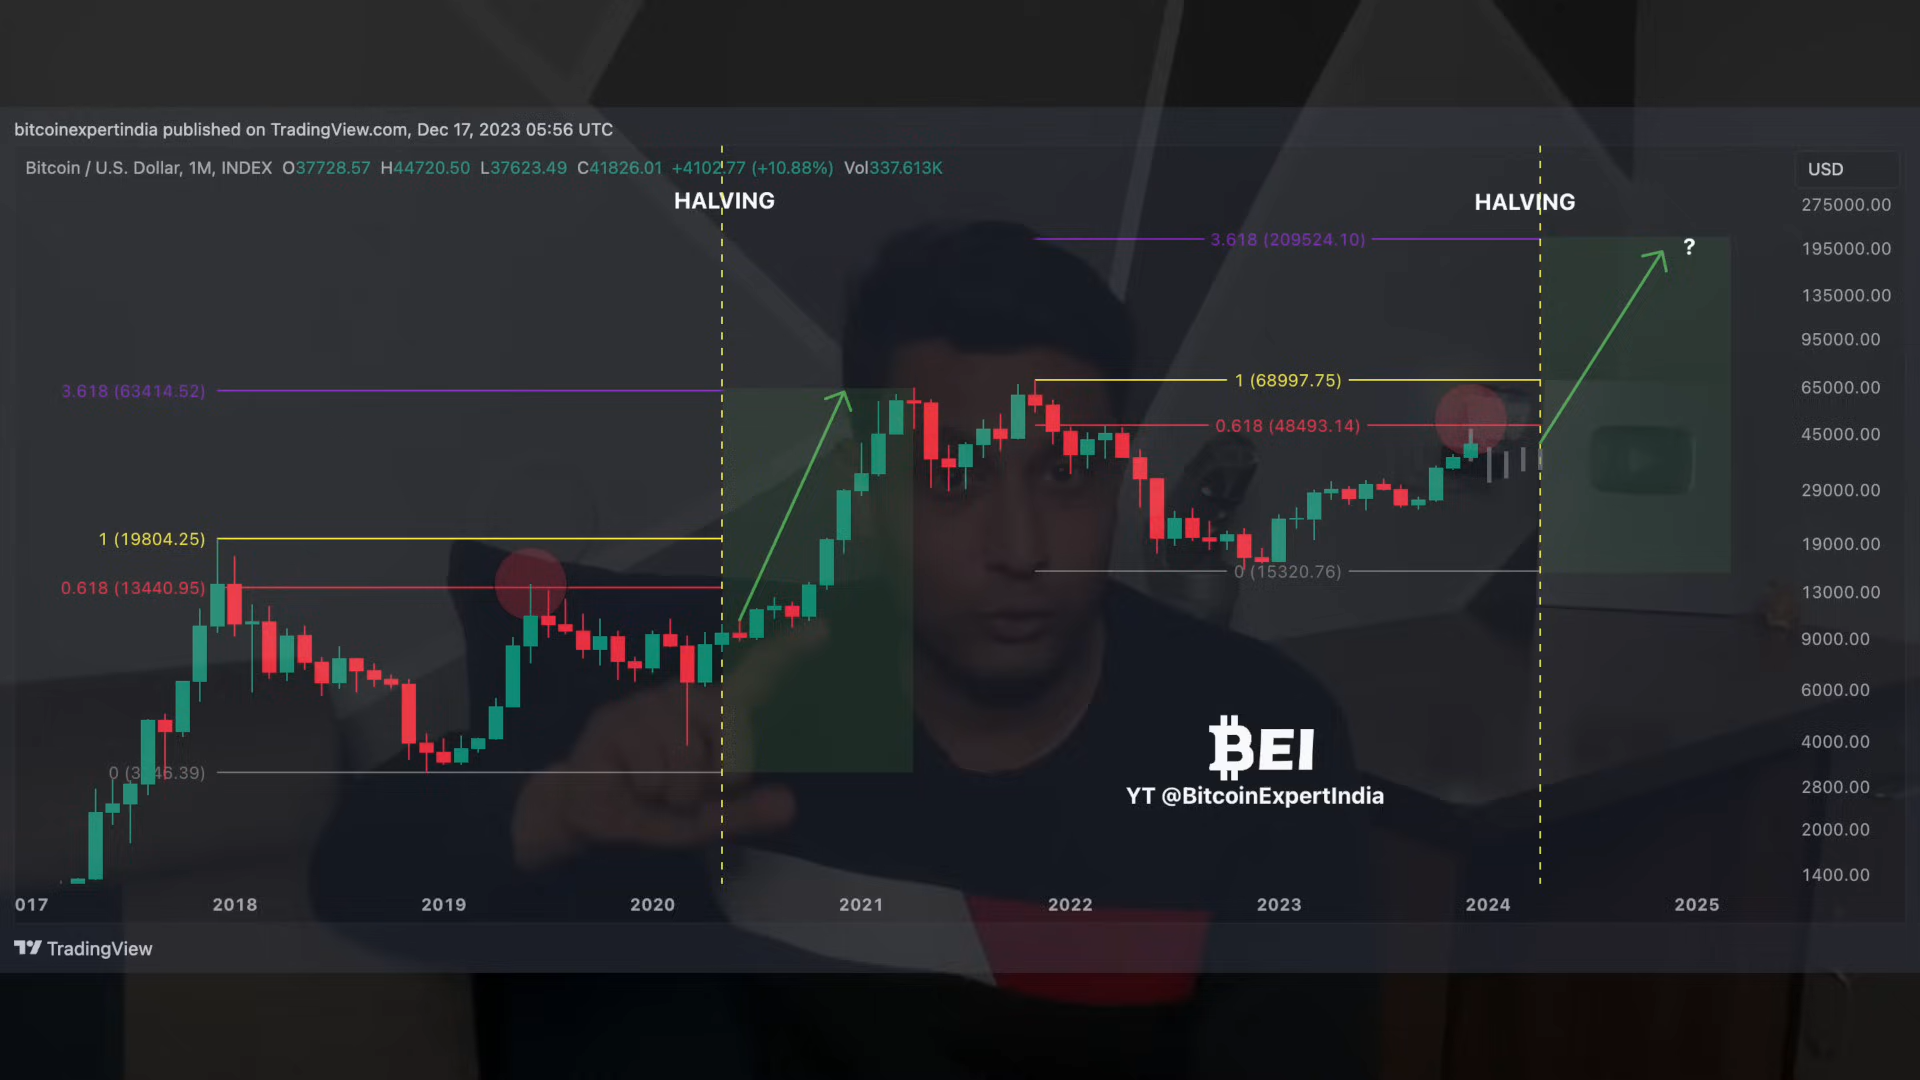 bitcoinexpertindia published on TradingView.com, Dec 17, 2023 05:56 UTC
Bitcoin / U.S. Dollar, 1M, INDEX O37728.57 H44720.50 L37623.49 C41826.01 +4102.77 (+10.88%) Vol337.613K
USD
HALVING
HALVING
275000.00
3.618 (209524.10)
?
195000.00
135000.00
95000.00
3.618 (63414.52)
1 (68997.75)
65000.00
0.618 (48493.14)
45000.00
29000.00
1 (19804.25)
19000.00
0 (15320.76)
0.618 (13440.95)
13000.00
9000.00
6000.00
BEI
4000.00
YT @BitcoinExpertIndia
2800.00
2000.00
1400.00
017 2018 2019 2020 2021 2022 2023 2024 2025
TradingView